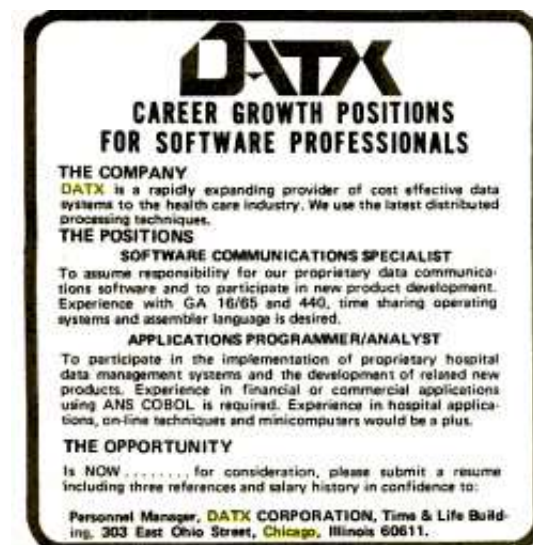 DATX
CAREER GROWTH POSITIONS
FOR SOFTWARE PROFESSIONALS
THE COMPANY
DATX is a rapidly expanding provider of cost effective data
systems to the health care industry. We use the latest distributed
processing techniques.
THE POSITIONS
SOFTWARE COMMUNICATIONS SPECIALIST
To assume responsibility for our proprietary data communica-
tions software and to participate in new product development.
Experience with GA 16/65 and 440, time sharing operating
systems and assembler language is desired.
APPLICATIONS PROGRAMMER/ANALYST
To participate in the implementation of proprietary hospital
data management systems and the development of related new
products. Experience in financial or commercial applications
using ANS COBOL is required. Experience in hospital applica-
tions, on-line techniques and minicomputers would be a plus.
THE OPPORTUNITY
Is NOW ........ for consideration, please submit a resume
including three references and salary history in confidence to:
Personnel Manager, DATX CORPORATION, Time & Life Build-
ing, 303 East Ohio Street, Chicago, Illinois 60611.